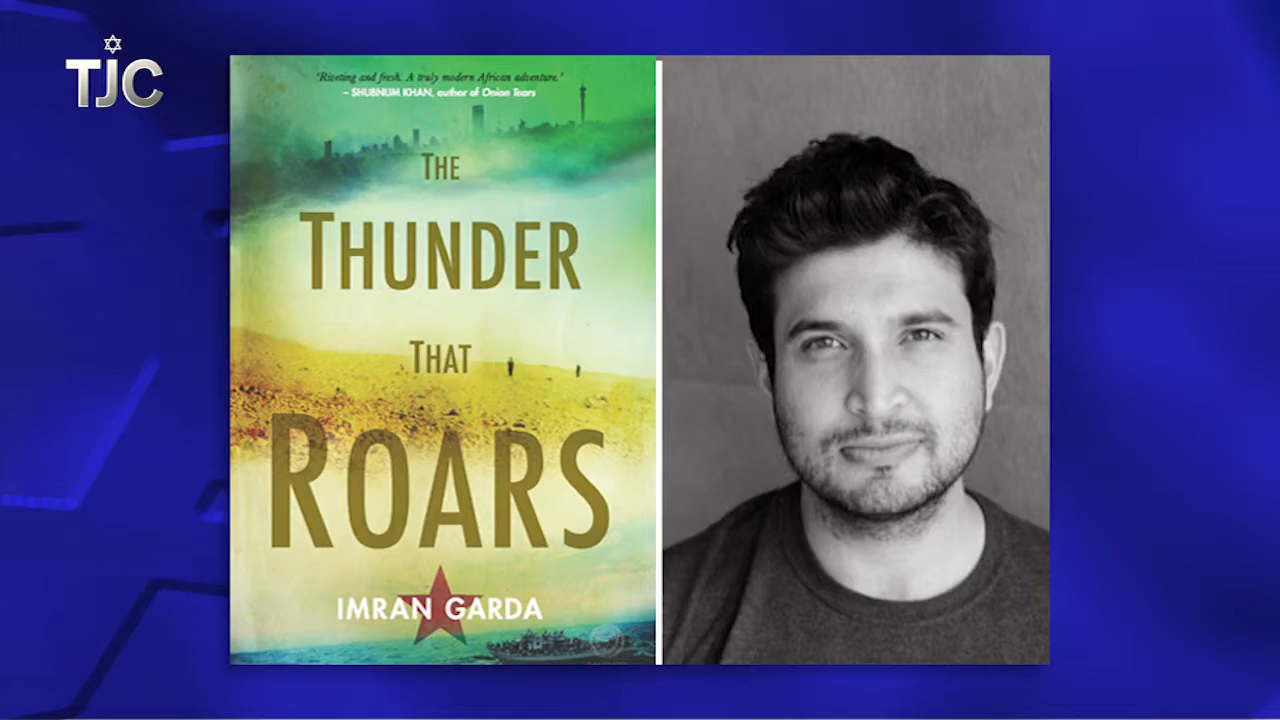 TJC
'Riveting and fresh. A truly modern African adventure.'
– SHUBNUM KHAN, author of Onion Tears
THE
THUNDER
THAT
ROARS
IMRAN GARDA